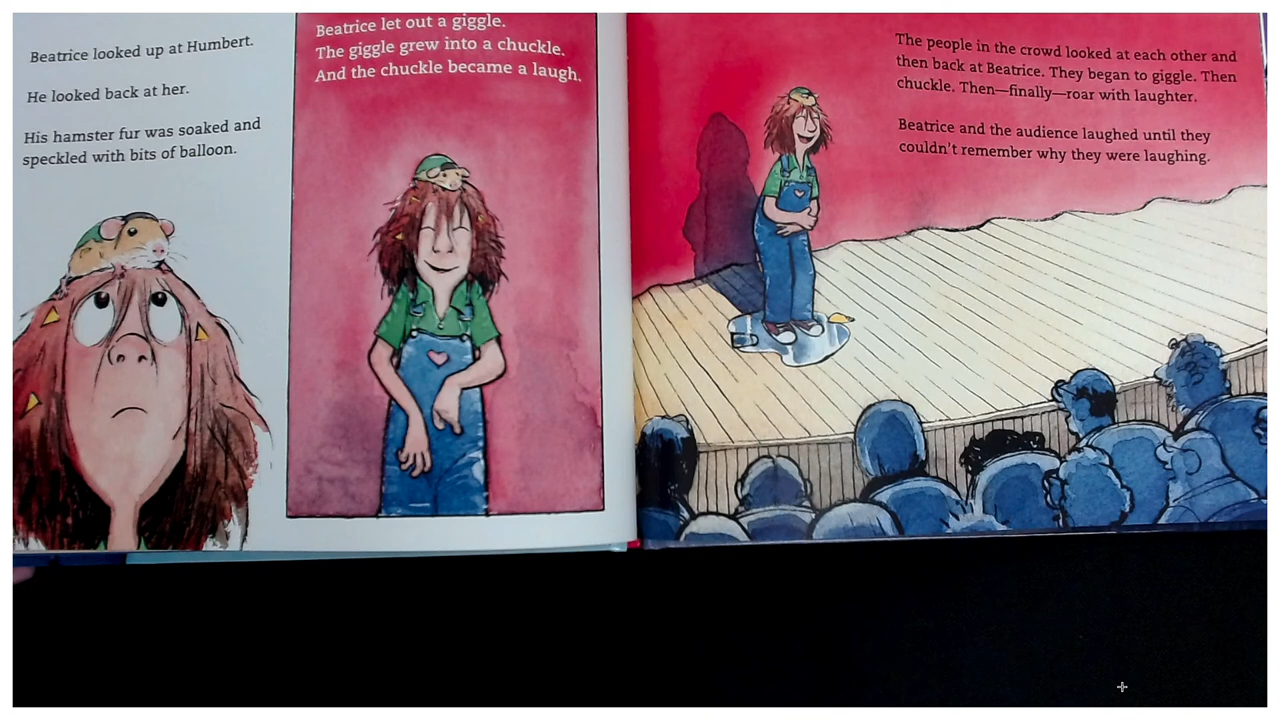 Beatrice looked up at Humbert.
He looked back at her.
His hamster fur was soaked and
speckled with bits of balloon.
Beatrice let out a giggle.
The giggle grew into a chuckle.
And the chuckle became a laugh.
The people in the crowd looked at each other and
then back at Beatrice. They began to giggle. Then
chuckle. Then—finally—roar with laughter.
Beatrice and the audience laughed until they
couldn't remember why they were laughing.